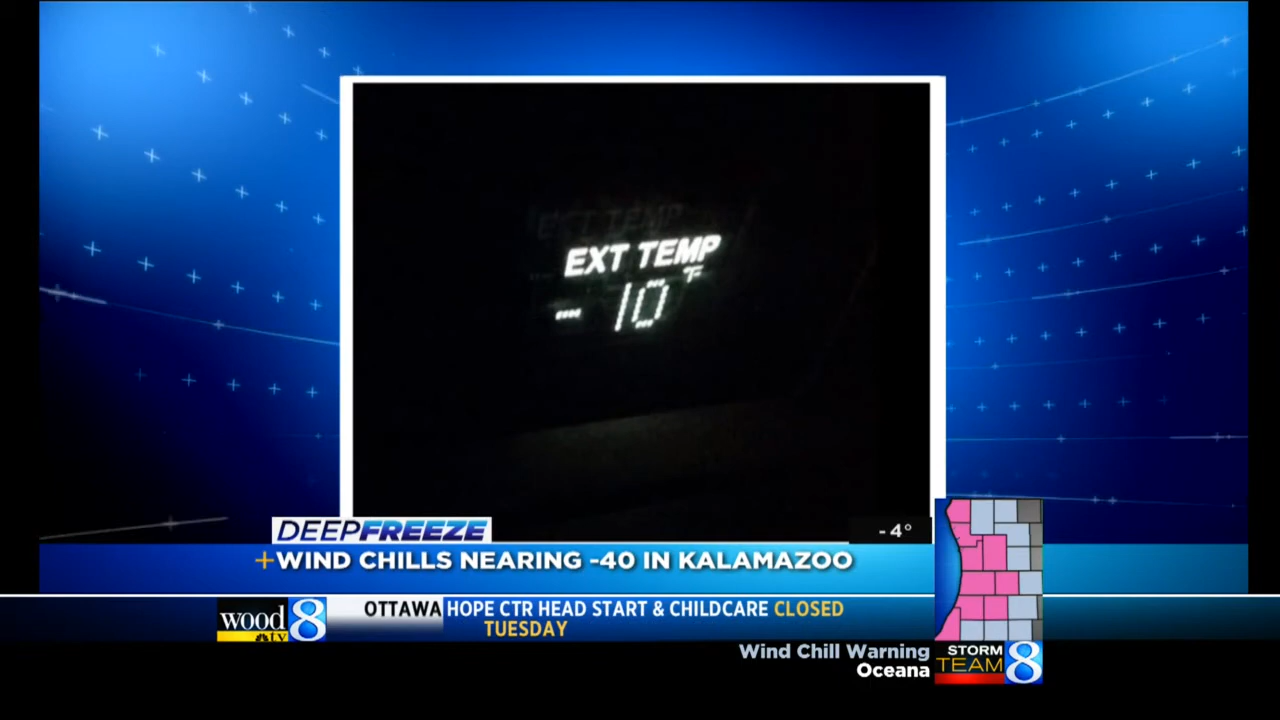 EXT TEMP
- 10 °F
DEEPFREEZE
- 4°
+WIND CHILLS NEARING -40 IN KALAMAZOO
OTTAWA HOPE CTR HEAD START & CHILDCARE CLOSED
TUESDAY
wood
tv
8
Wind Chill Warning
Oceana
STORM
TEAM
8